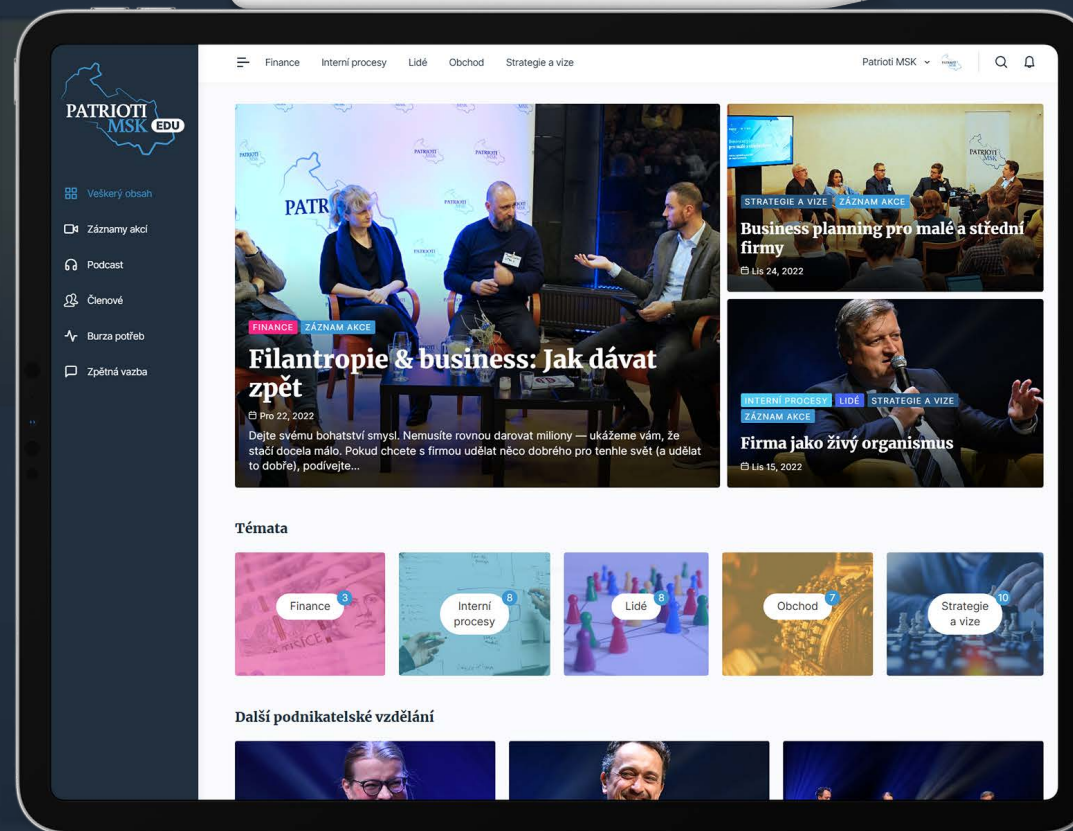 PATRIOTI
MSK EDU
Veškerý obsah
Záznamy akcí
Podcast
Členové
Burza potřeb
Zpětná vazba
Finance
Interní procesy
Lidé
Obchod
Strategie a vize
Patrioti MSK
PATR
FINANCE
ZÁZNAM AKCE
Filantropie & business: Jak dávat
zpět
Pro 22, 2022
Dejte svému bohatství smysl. Nemusíte rovnou darovat miliony — ukážeme vám, že
stačí docela málo. Pokud chcete s firmou udělat něco dobrého pro tenhle svět (a udělat
to dobře), podívejte...
PATRIOTI
MSK
STRATEGIE A VIZE
ZÁZNAM AKCE
Business planning pro malé a střední
firmy
Lis 24, 2022
INTERNÍ PROCESY
LIDÉ
STRATEGIE A VIZE
ZÁZNAM AKCE
Firma jako živý organismus
Lis 15, 2022
Témata
Finance 3
Interní
procesy 8
Lidé 8
Obchod 7
Strategie
a vize 10
Další podnikatelské vzdělání